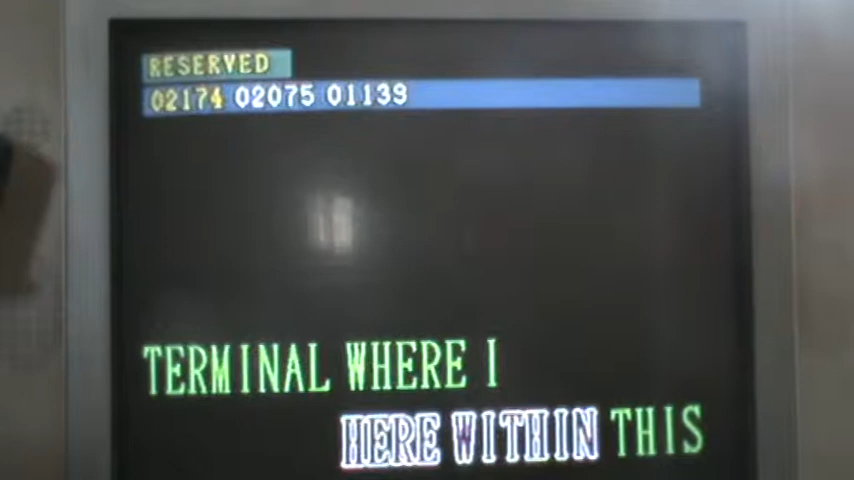 RESERVED
02174 02075 01139
TERMINAL WHERE I
HERE WITHIN THIS